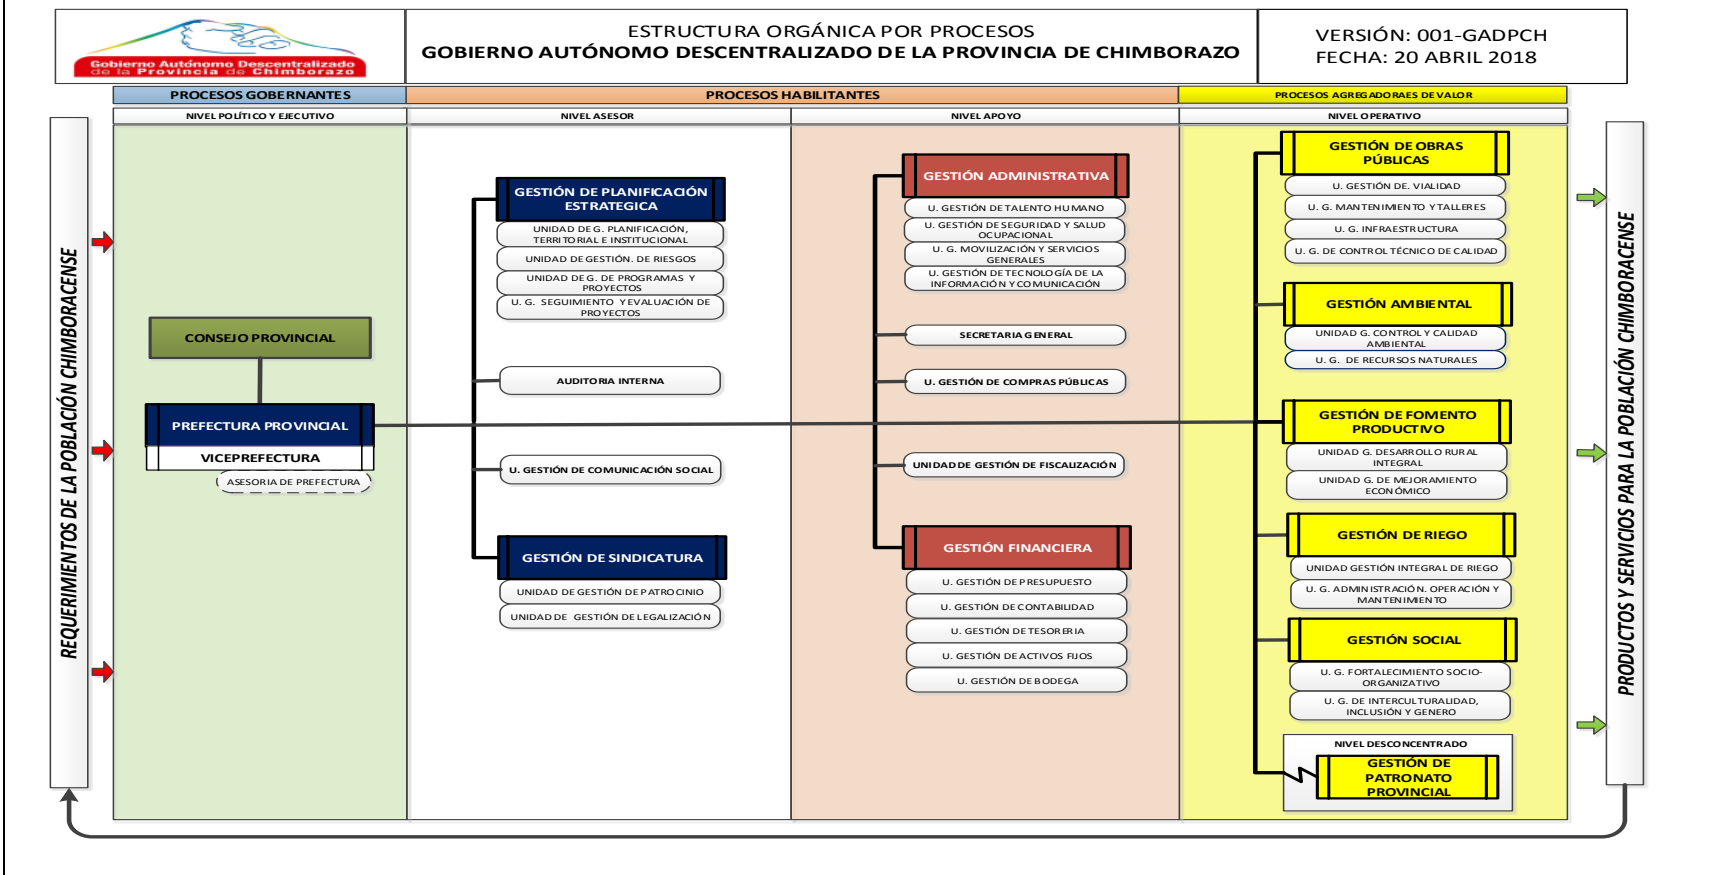 Gobierno Autónomo Descentralizado
de la Provincia de Chimborazo
ESTRUCTURA ORGÁNICA POR PROCESOS
GOBIERNO AUTÓNOMO DESCENTRALIZADO DE LA PROVINCIA DE CHIMBORAZO
VERSIÓN: 001-GADPCH
FECHA: 20 ABRIL 2018
PROCESOS GOBERNANTES
PROCESOS HABILITANTES
PROCESOS AGREGADORAES DE VALOR
NIVEL POLÍTICO Y EJECUTIVO
NIVEL ASESOR
NIVEL APOYO
NIVEL OPERATIVO
REQUERIMIENTOS DE LA POBLACIÓN CHIMBORACENSE
CONSEJO PROVINCIAL
PREFECTURA PROVINCIAL
VICEPREFECTURA
ASESORIA DE PREFECTURA
GESTIÓN DE PLANIFICACIÓN
ESTRATEGICA
UNIDAD DE G. PLANIFICACIÓN,
TERRITORIAL E INSTITUCIONAL
UNIDAD DE GESTIÓN. DE RIESGOS
UNIDAD DE G. DE PROGRAMAS Y
PROYECTOS
U. G. SEGUIMIENTO Y EVALUACIÓN DE
PROYECTOS
AUDITORIA INTERNA
U. GESTIÓN DE COMUNICACIÓN SOCIAL
GESTIÓN DE SINDICATURA
UNIDAD DE GESTIÓN DE PATROCINIO
UNIDAD DE GESTIÓN DE LEGALIZACIÓN
GESTIÓN ADMINISTRATIVA
U. GESTIÓN DE TALENTO HUMANO
U. GESTIÓN DE SEGURIDAD Y SALUD
OCUPACIONAL
U. G. MOVILIZACIÓN Y SERVICIOS
GENERALES
U. GESTIÓN DE TECNOLOGÍA DE LA
INFORMACIÓN Y COMUNICACIÓN
SECRETARIA GENERAL
U. GESTIÓN DE COMPRAS PÚBLICAS
UNIDAD DE GESTIÓN DE FISCALIZACIÓN
GESTIÓN FINANCIERA
U. GESTIÓN DE PRESUPUESTO
U. GESTIÓN DE CONTABILIDAD
U. GESTIÓN DE TESORERIA
U. GESTIÓN DE ACTIVOS FIJOS
U. GESTIÓN DE BODEGA
GESTIÓN DE OBRAS
PÚBLICAS
U. GESTIÓN DE. VIALIDAD
U. G. MANTENIMIENTO Y TALLERES
U. G. INFRAESTRUCTURA
U. G. DE CONTROL TÉCNICO DE CALIDAD
GESTIÓN AMBIENTAL
UNIDAD G. CONTROL Y CALIDAD
AMBIENTAL
U. G. DE RECURSOS NATURALES
GESTIÓN DE FOMENTO
PRODUCTIVO
UNIDAD G. DESARROLLO RURAL
INTEGRAL
UNIDAD G. DE MEJORAMIENTO
ECONÓMICO
GESTIÓN DE RIEGO
UNIDAD GESTIÓN INTEGRAL DE RIEGO
U. G. ADMINISTRACIÓN. OPERACIÓN Y
MANTENIMIENTO
GESTIÓN SOCIAL
U. G. FORTALECIMIENTO SOCIO-
ORGANIZATIVO
U. G. DE INTERCULTURALIDAD,
INCLUSIÓN Y GENERO
NIVEL DESCONCENTRADO
GESTIÓN DE
PATRONATO
PROVINCIAL
PRODUCTOS Y SERVICIOS PARA LA POBLACIÓN CHIMBORACENSE